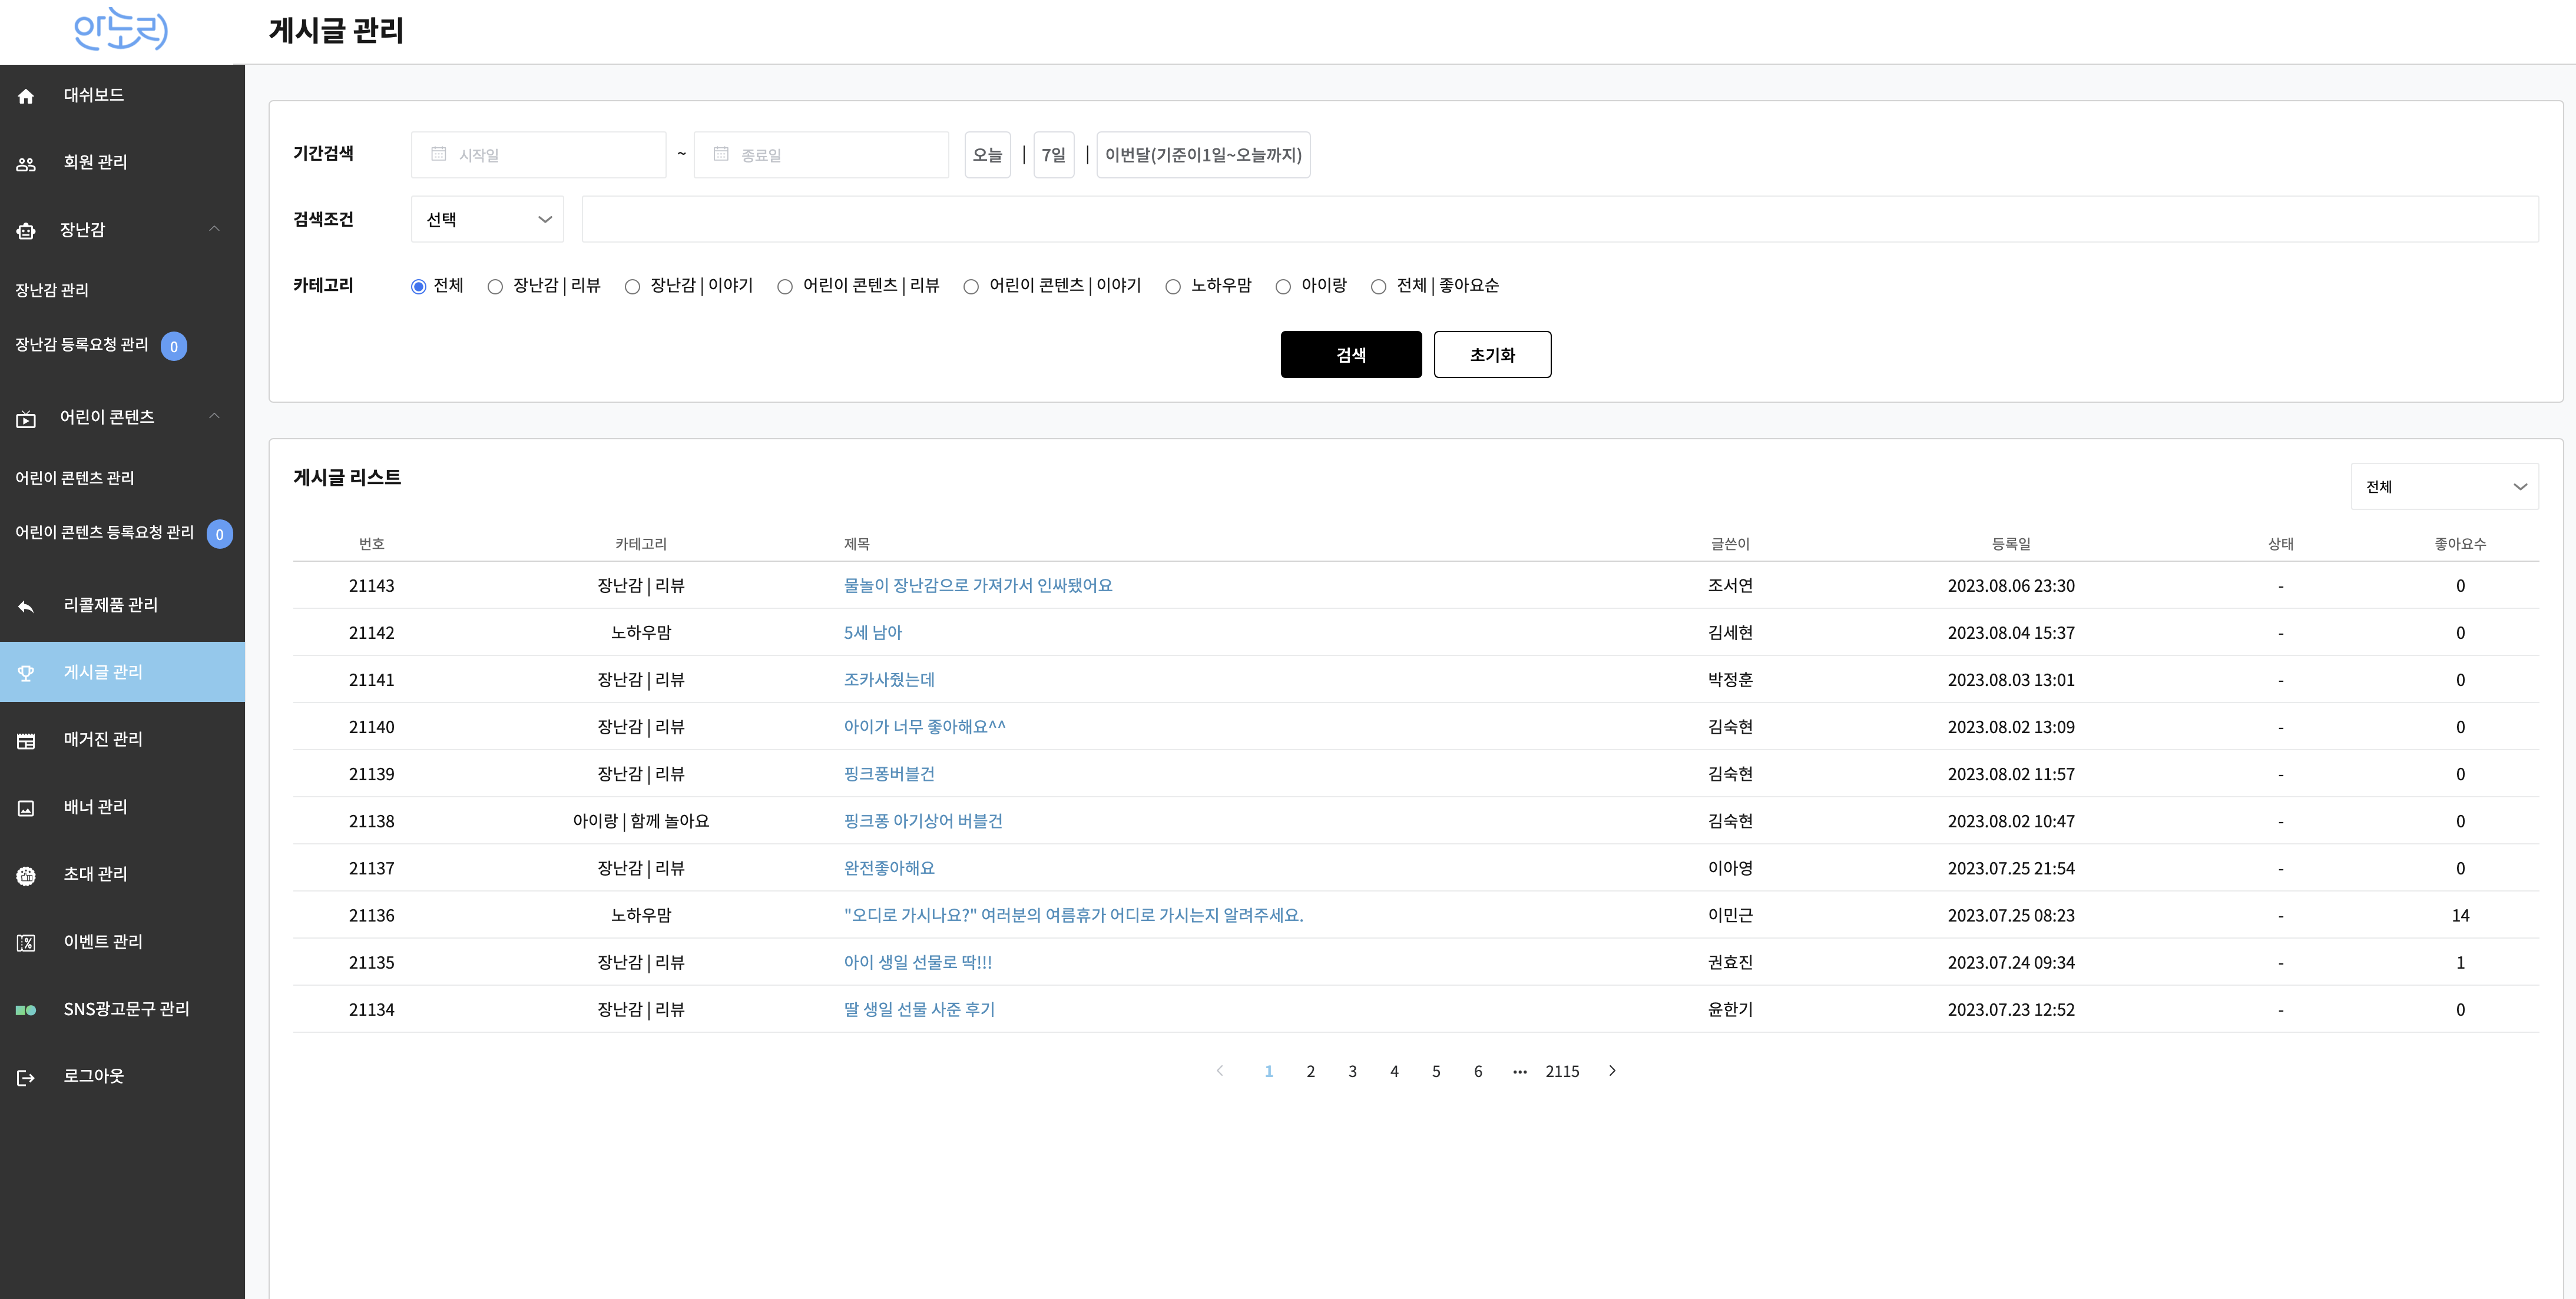 안노리
게시글 관리
대쉬보드
회원 관리
장난감
장난감 관리
장난감 등록요청 관리 0
어린이 콘텐츠
어린이 콘텐츠 관리
어린이 콘텐츠 등록요청 관리 0
리콜제품 관리
게시글 관리
매거진 관리
배너 관리
초대 관리
이벤트 관리
SNS광고문구 관리
로그아웃
기간검색 시작일 ~ 종료일 오늘 | 7일 | 이번달(기준이1일~오늘까지)
검색조건 선택
카테고리 전체 장난감 | 리뷰 장난감 | 이야기 어린이 콘텐츠 | 리뷰 어린이 콘텐츠 | 이야기 노하우맘 아이랑 전체 | 좋아요순
검색 초기화
게시글 리스트 전체
번호 카테고리 제목 글쓴이 등록일 상태 좋아요수
21143 장난감 | 리뷰 물놀이 장난감으로 가져가서 인싸됐어요 조서연 2023.08.06 23:30 - 0
21142 노하우맘 5세 남아 김세현 2023.08.04 15:37 - 0
21141 장난감 | 리뷰 조카사줬는데 박정훈 2023.08.03 13:01 - 0
21140 장난감 | 리뷰 아이가 너무 좋아해요^^ 김숙현 2023.08.02 13:09 - 0
21139 장난감 | 리뷰 핑크퐁버블건 김숙현 2023.08.02 11:57 - 0
21138 아이랑 | 함께 놀아요 핑크퐁 아기상어 버블건 김숙현 2023.08.02 10:47 - 0
21137 장난감 | 리뷰 완전좋아해요 이아영 2023.07.25 21:54 - 0
21136 노하우맘 "오디로 가시나요?" 여러분의 여름휴가 어디로 가시는지 알려주세요. 이민근 2023.07.25 08:23 - 14
21135 장난감 | 리뷰 아이 생일 선물로 딱!!! 권효진 2023.07.24 09:34 - 1
21134 장난감 | 리뷰 딸 생일 선물 사준 후기 윤한기 2023.07.23 12:52 - 0
1 2 3 4 5 6 ••• 2115